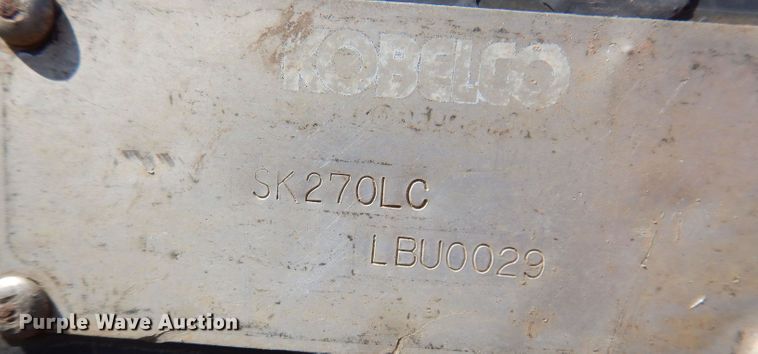 KOBELCO
SK270LC
LBU0029
Purple Wave Auction